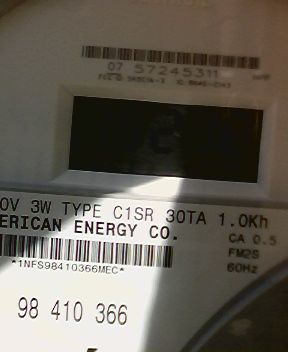 07 57245311
0V 3W TYPE C1SR 30TA 1.0Kh
ERICAN ENERGY CO.
CA 0.5
FM2S
60Hz
*1NFS98410366MEC*
98 410 366